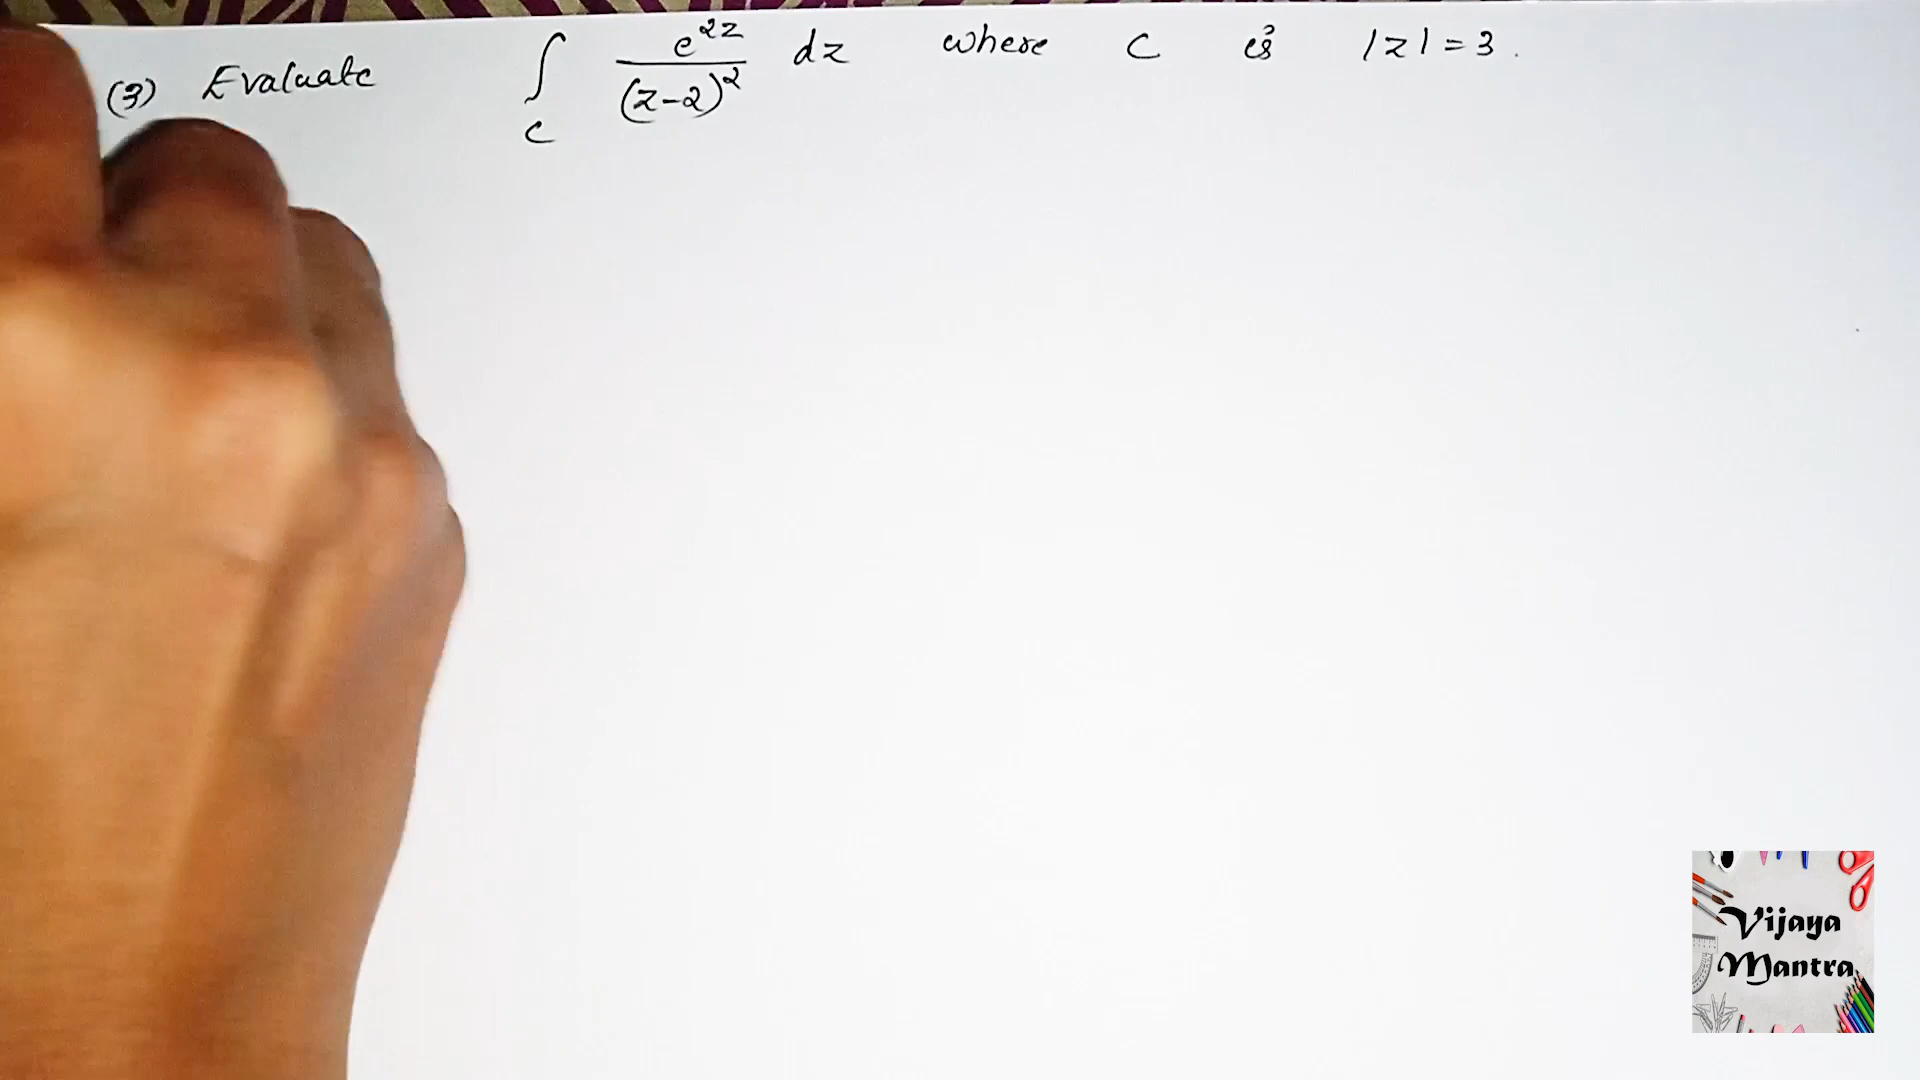 (3) Evaluate ∫_C e^{2z}/(z-2)^2 dz where C is |z| = 3.
Vijaya
Mantra